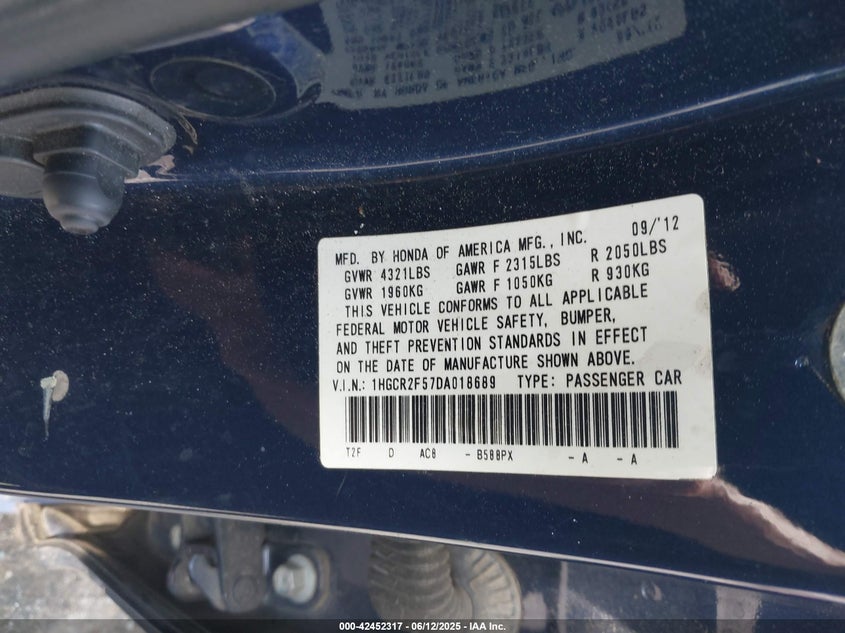 MFD. BY HONDA OF AMERICA MFG., INC. 09/'12
GVWR 4321LBS GAWR F 2315LBS R 2050LBS
GVWR 1960KG GAWR F 1050KG R 930KG
THIS VEHICLE CONFORMS TO ALL APPLICABLE
FEDERAL MOTOR VEHICLE SAFETY, BUMPER,
AND THEFT PREVENTION STANDARDS IN EFFECT
ON THE DATE OF MANUFACTURE SHOWN ABOVE.
V.I.N.: 1HGCR2F57DA018689 TYPE: PASSENGER CAR
T2F D AC8 - B588PX - A - A
000-42452317 - 06/12/2025 - IAA Inc.